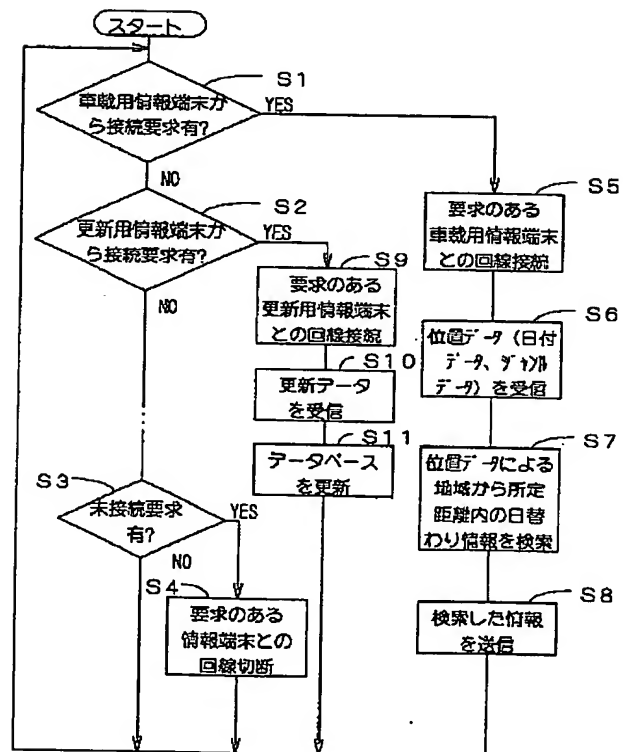 スタート
S1
車載用情報端末か
ら接続要求有?
YES
NO
S2
更新用情報端末か
ら接続要求有?
YES
NO
S3
未接続要求
有?
YES
NO
S4
要求のある
情報端末との
回線切断
S9
要求のある
更新用情報端末
との回線接続
S10
更新データ
を受信
S11
データベース
を更新
S5
要求のある
車載用情報端末
との回線接続
S6
位置データ(日付
データ、ジャンル
データ)を受信
S7
位置データによる
地域から所定
距離内の日替
わり情報を検索
S8
検索した情報
を送信